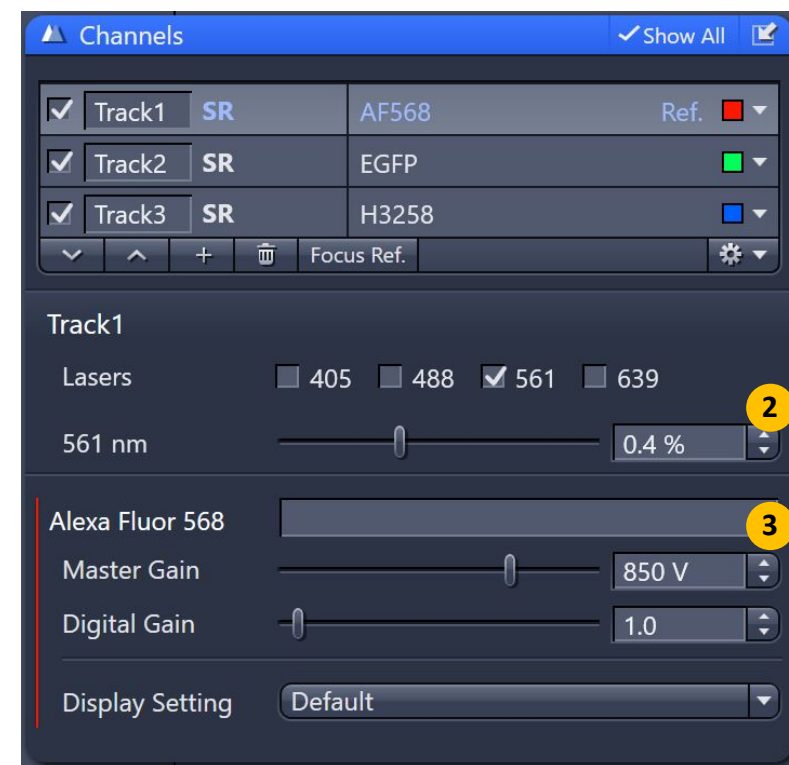 Channels Show All
Track1 SR AF568 Ref.
Track2 SR EGFP
Track3 SR H3258
Focus Ref.
Track1
Lasers 405 488 561 639
2
561 nm 0.4 %
3
Alexa Fluor 568
Master Gain 850 V
Digital Gain 1.0
Display Setting Default